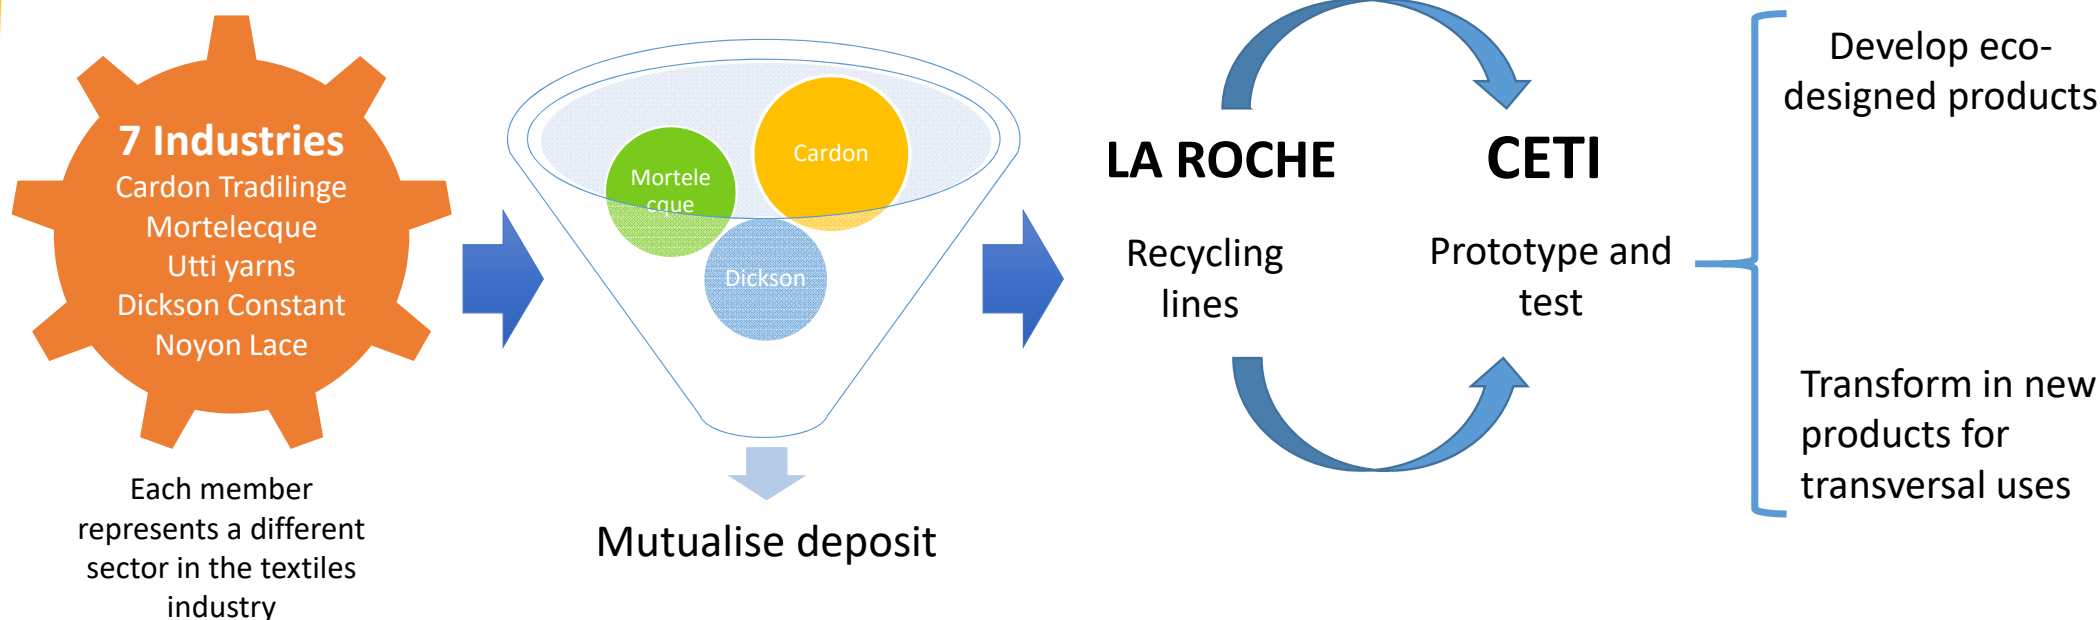 7 Industries
Cardon Tradilinge
Mortelecque
Utti yarns
Dickson Constant
Noyon Lace
Each member
represents a different
sector in the textiles
industry
Mortele
cque
Cardon
Dickson
Mutualise deposit
LA ROCHE
Recycling
lines
CETI
Prototype and
test
Develop eco-
designed products
Transform in new
products for
transversal uses